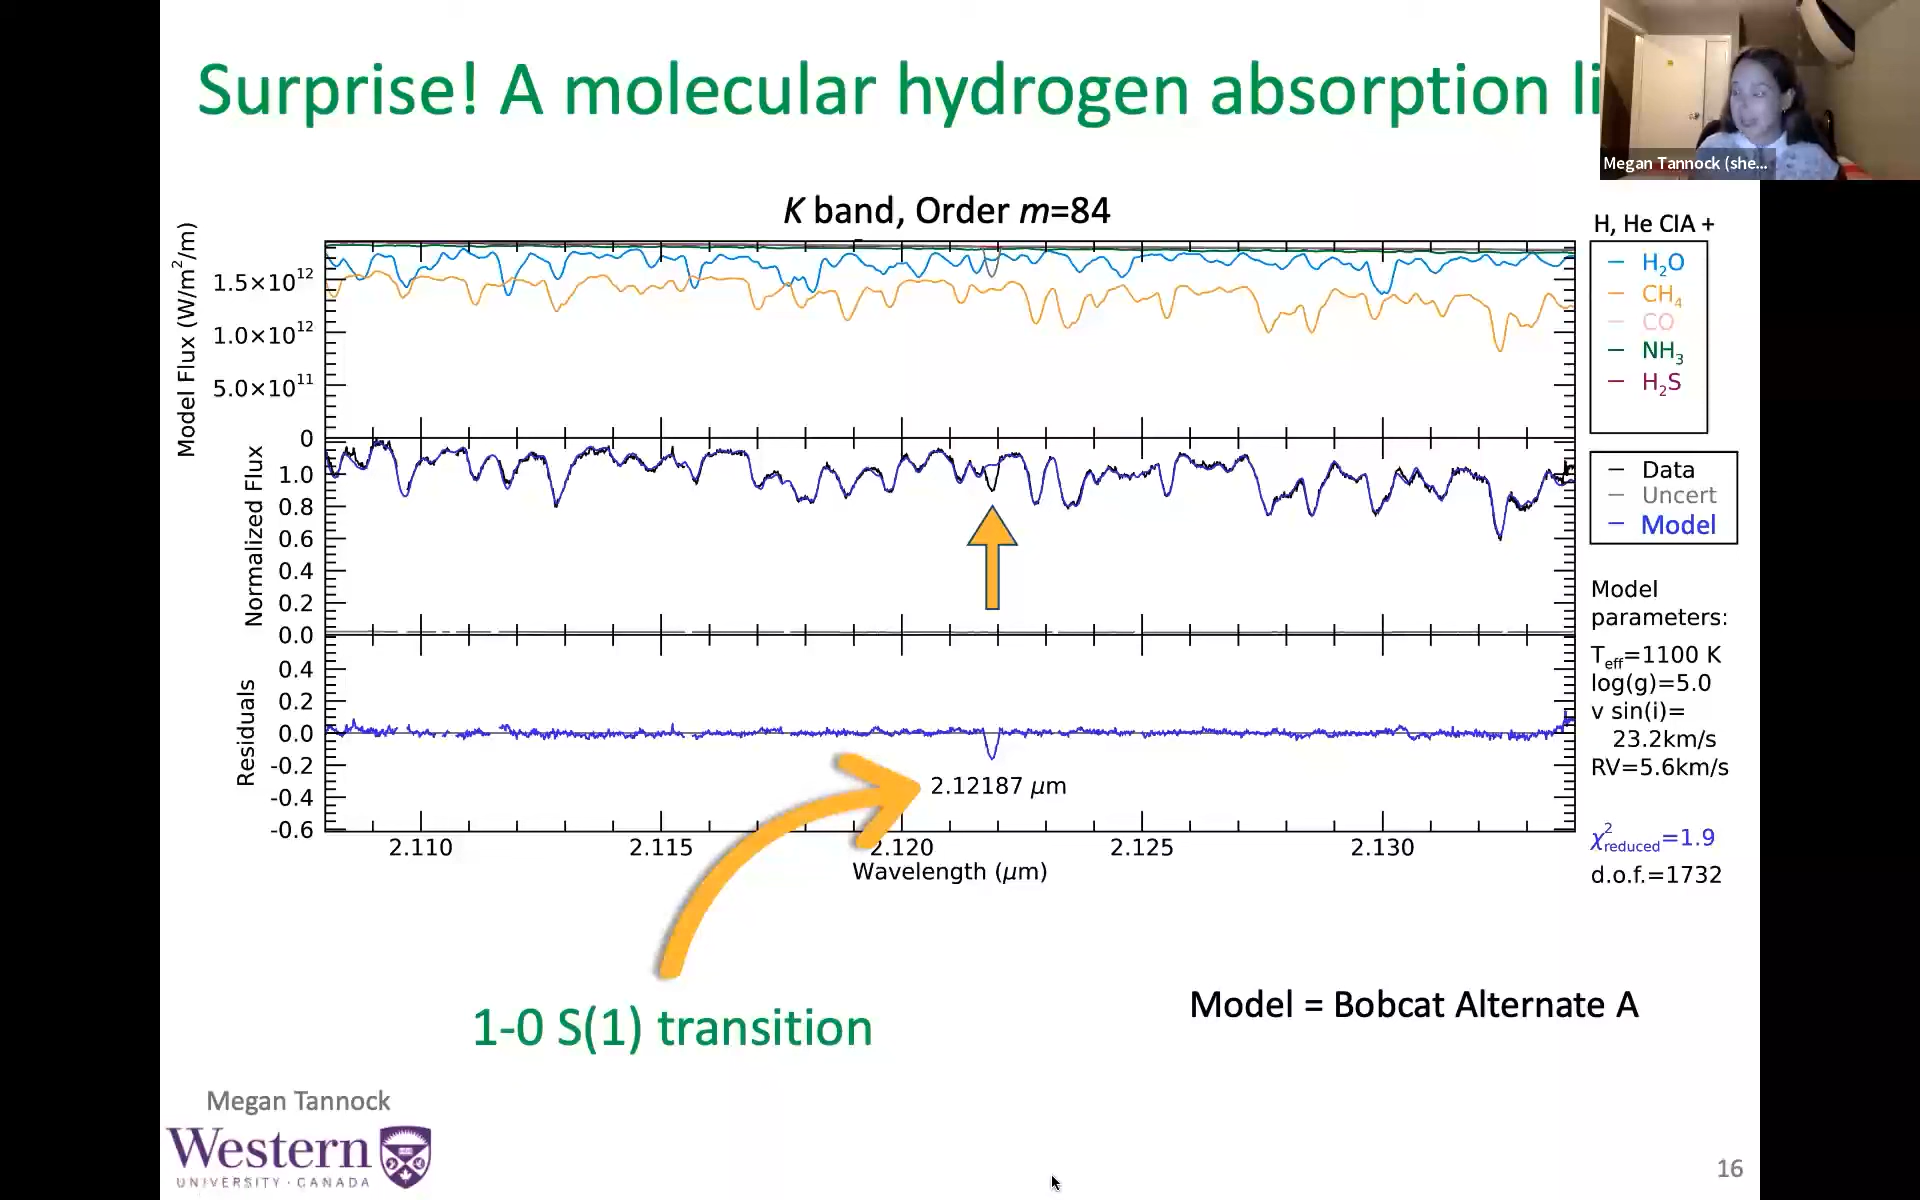 Surprise! A molecular hydrogen absorption li
Megan Tannock (she...
K band, Order m=84
H, He CIA +
Model Flux (W/m²/m)
1.5×10¹²
1.0×10¹²
5.0×10¹¹
0
H₂O
CH₄
CO
NH₃
H₂S
Normalized Flux
1.0
0.8
0.6
0.4
0.2
0.0
Data
Uncert
Model
Residuals
0.4
0.2
0.0
-0.2
-0.4
-0.6
2.12187 μm
2.110 2.115 2.120 2.125 2.130
Wavelength (μm)
Model
parameters:
T_eff=1100 K
log(g)=5.0
v sin(i)=
23.2km/s
RV=5.6km/s
χ²_reduced=1.9
d.o.f.=1732
1-0 S(1) transition
Model = Bobcat Alternate A
Megan Tannock
Western
UNIVERSITY · CANADA
16